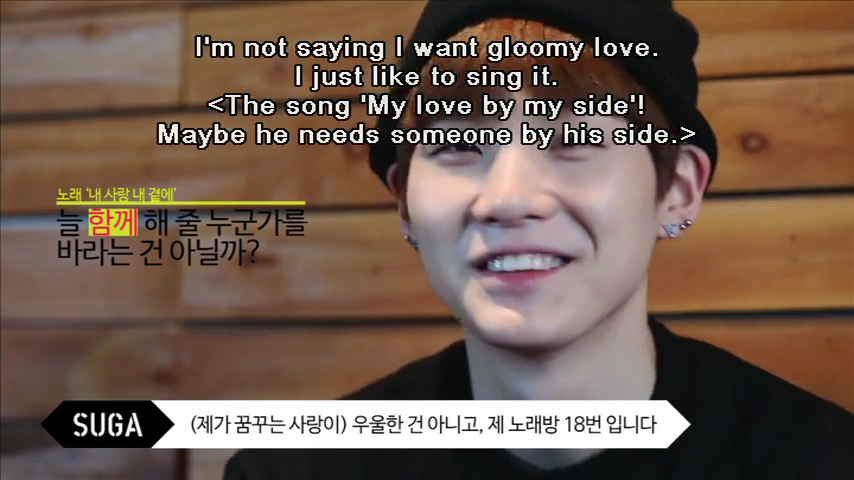 I'm not saying I want gloomy love.
I just like to sing it.
<The song 'My love by my side'!
Maybe he needs someone by his side.>
노래 '내 사랑 내 곁에'
늘 함께 해 줄 누군가를
바라는 건 아닐까?
SUGA
(제가 꿈꾸는 사랑이) 우울한 건 아니고, 제 노래방 18번 입니다